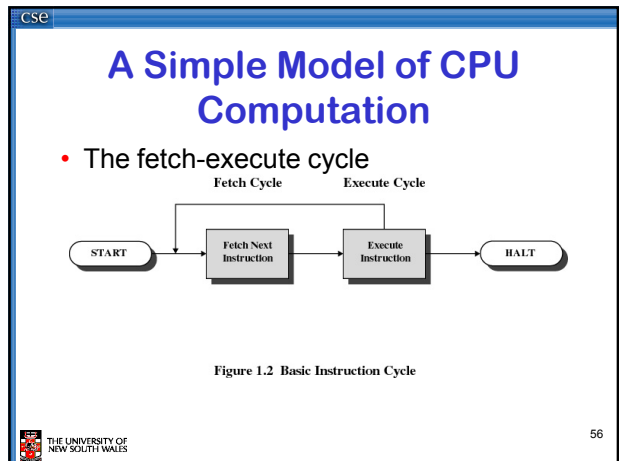 cse
A Simple Model of CPU
Computation
• The fetch-execute cycle
Fetch Cycle Execute Cycle
START
Fetch Next
Instruction
Execute
Instruction
HALT
Figure 1.2 Basic Instruction Cycle
THE UNIVERSITY OF
NEW SOUTH WALES
56